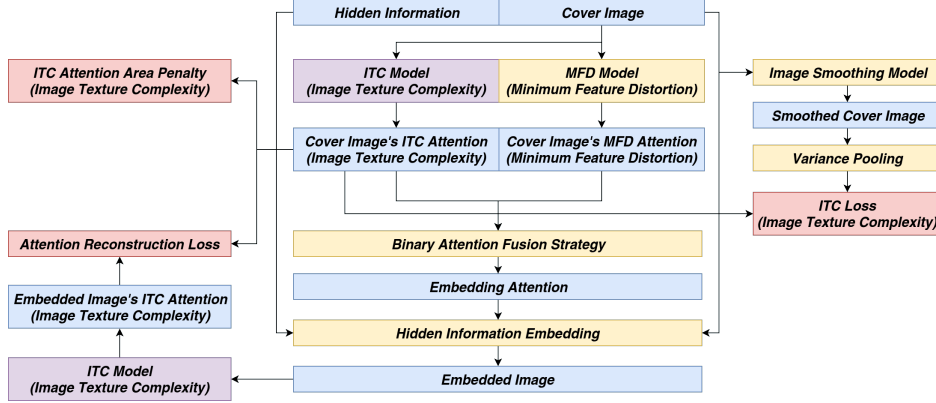 Hidden Information
Cover Image
ITC Attention Area Penalty
(Image Texture Complexity)
ITC Model
(Image Texture Complexity)
MFD Model
(Minimum Feature Distortion)
Image Smoothing Model
Smoothed Cover Image
Cover Image's ITC Attention
(Image Texture Complexity)
Cover Image's MFD Attention
(Minimum Feature Distortion)
Variance Pooling
ITC Loss
(Image Texture Complexity)
Attention Reconstruction Loss
Binary Attention Fusion Strategy
Embedded Image's ITC Attention
(Image Texture Complexity)
Embedding Attention
Hidden Information Embedding
ITC Model
(Image Texture Complexity)
Embedded Image